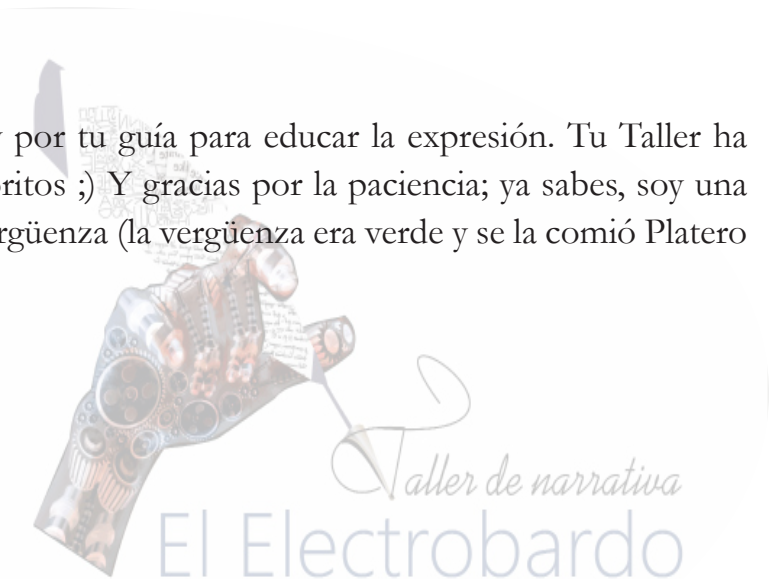 por tu guía para educar la expresión. Tu Taller ha
ritos ;) Y gracias por la paciencia; ya sabes, soy una
rgüenza (la vergüenza era verde y se la comió Platero
Taller de narrativa
El Electrobardo